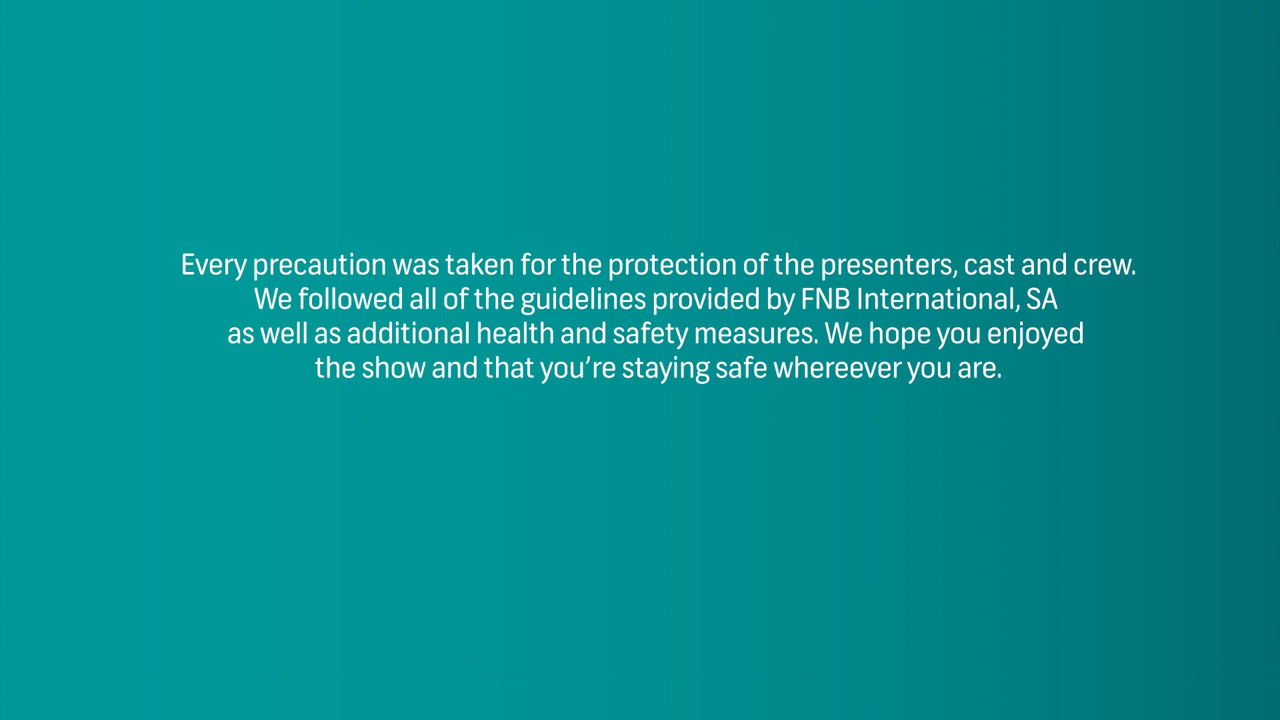 Every precaution was taken for the protection of the presenters, cast and crew.
We followed all of the guidelines provided by FNB International, SA
as well as additional health and safety measures. We hope you enjoyed
the show and that you’re staying safe whereever you are.